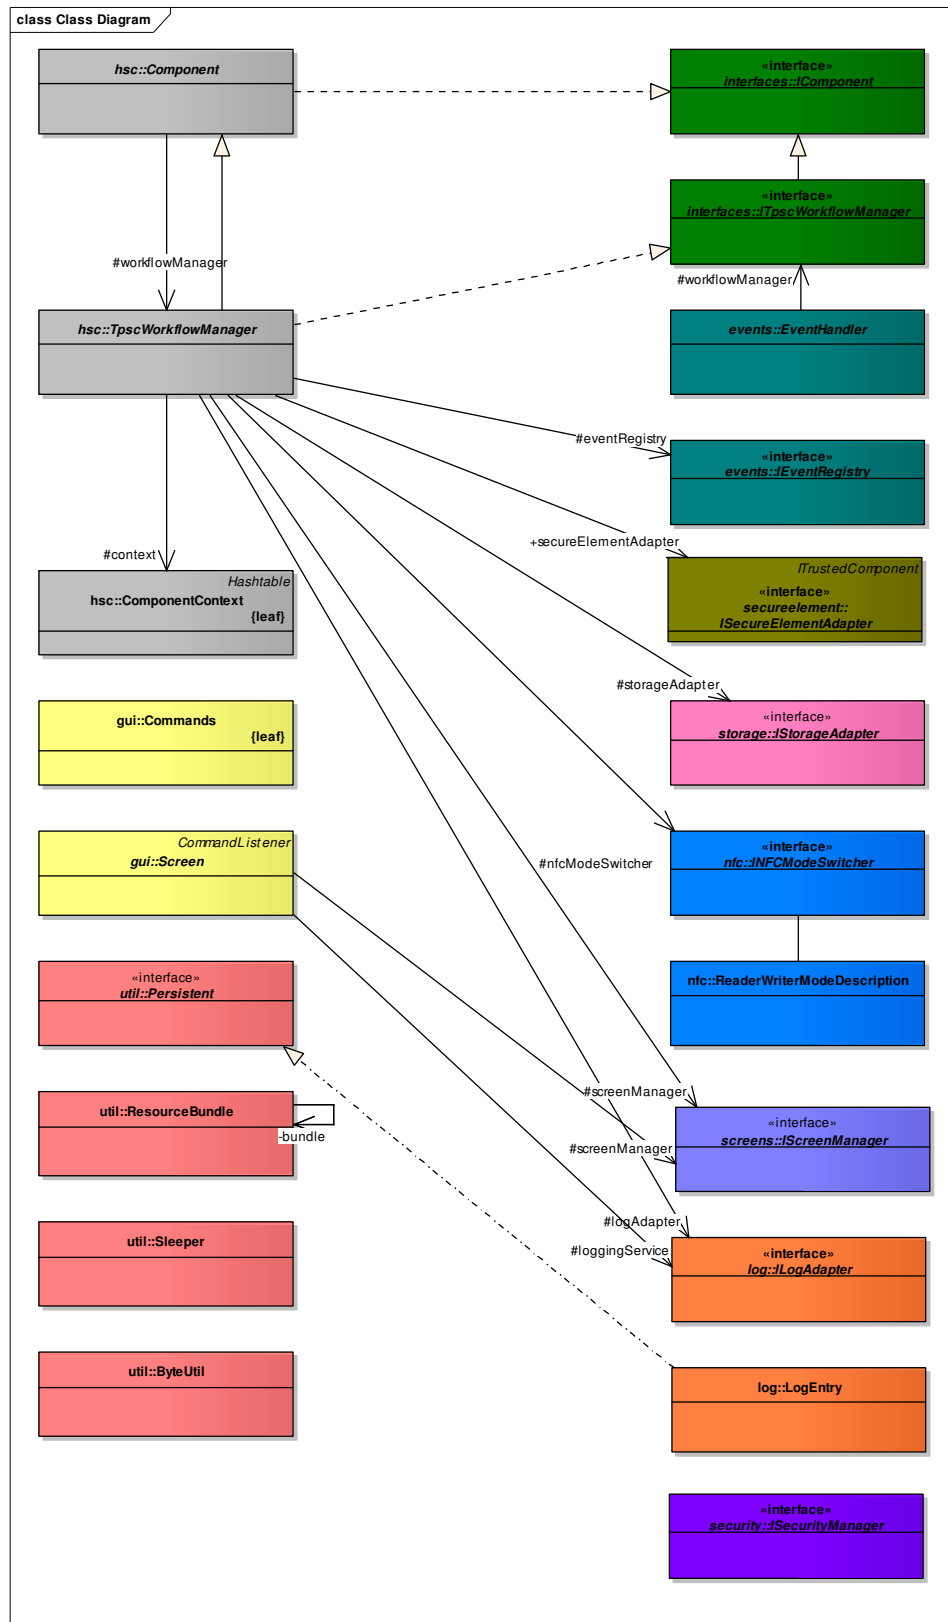 class Class Diagram
hsc::Component
«interface»
interfaces::IComponent
«interface»
interfaces::ITpscWorkflowManager
#workflowManager
#workflowManager
hsc::TpscWorkflowManager
events::EventHandler
#eventRegistry
«interface»
events::IEventRegistry
#context
+secureElementAdapter
Hashtable
hsc::ComponentContext
{leaf}
ITrustedComponent
«interface»
secureelement::
ISecureElementAdapter
#storageAdapter
gui::Commands
{leaf}
«interface»
storage::IStorageAdapter
CommandListener
gui::Screen
«interface»
nfc::INFCModeSwitcher
#nfcModeSwitcher
«interface»
util::Persistent
nfc::ReaderWriterModeDescription
util::ResourceBundle
-bundle
#screenManager
#screenManager
«interface»
screens::IScreenManager
util::Sleeper
#logAdapter
#loggingService
«interface»
log::ILogAdapter
util::ByteUtil
log::LogEntry
«interface»
security::ISecurityManager